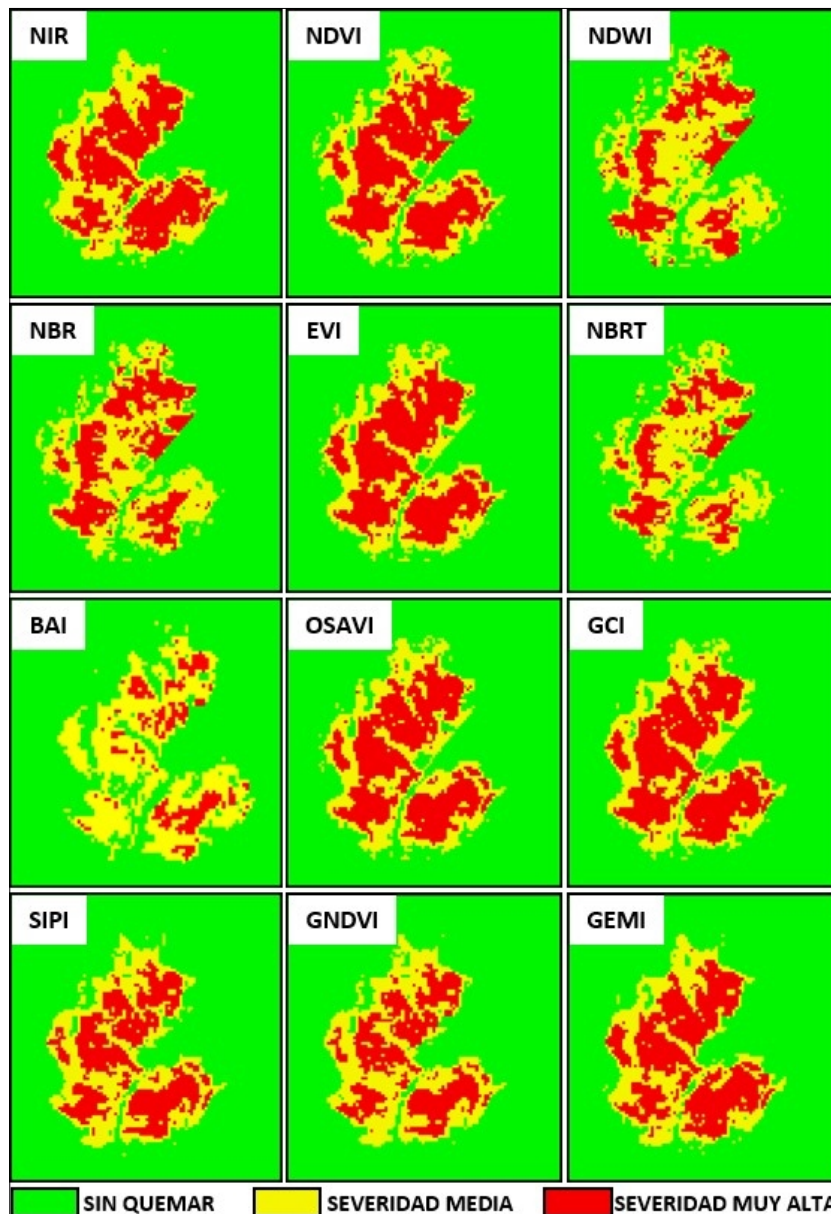 NIR
NDVI
NDWI
NBR
EVI
NBRT
BAI
OSAVI
GCI
SIPI
GNDVI
GEMI
SIN QUEMAR
SEVERIDAD MEDIA
SEVERIDAD MUY ALTA